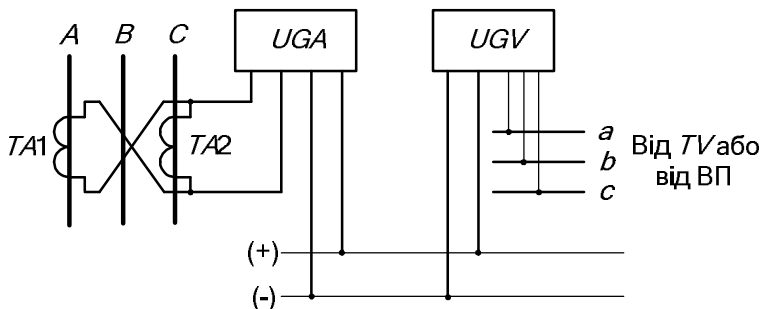 A B C
UGA
UGV
TA1
TA2
a
b
c
Від TV або
від ВП
(+)
(-)